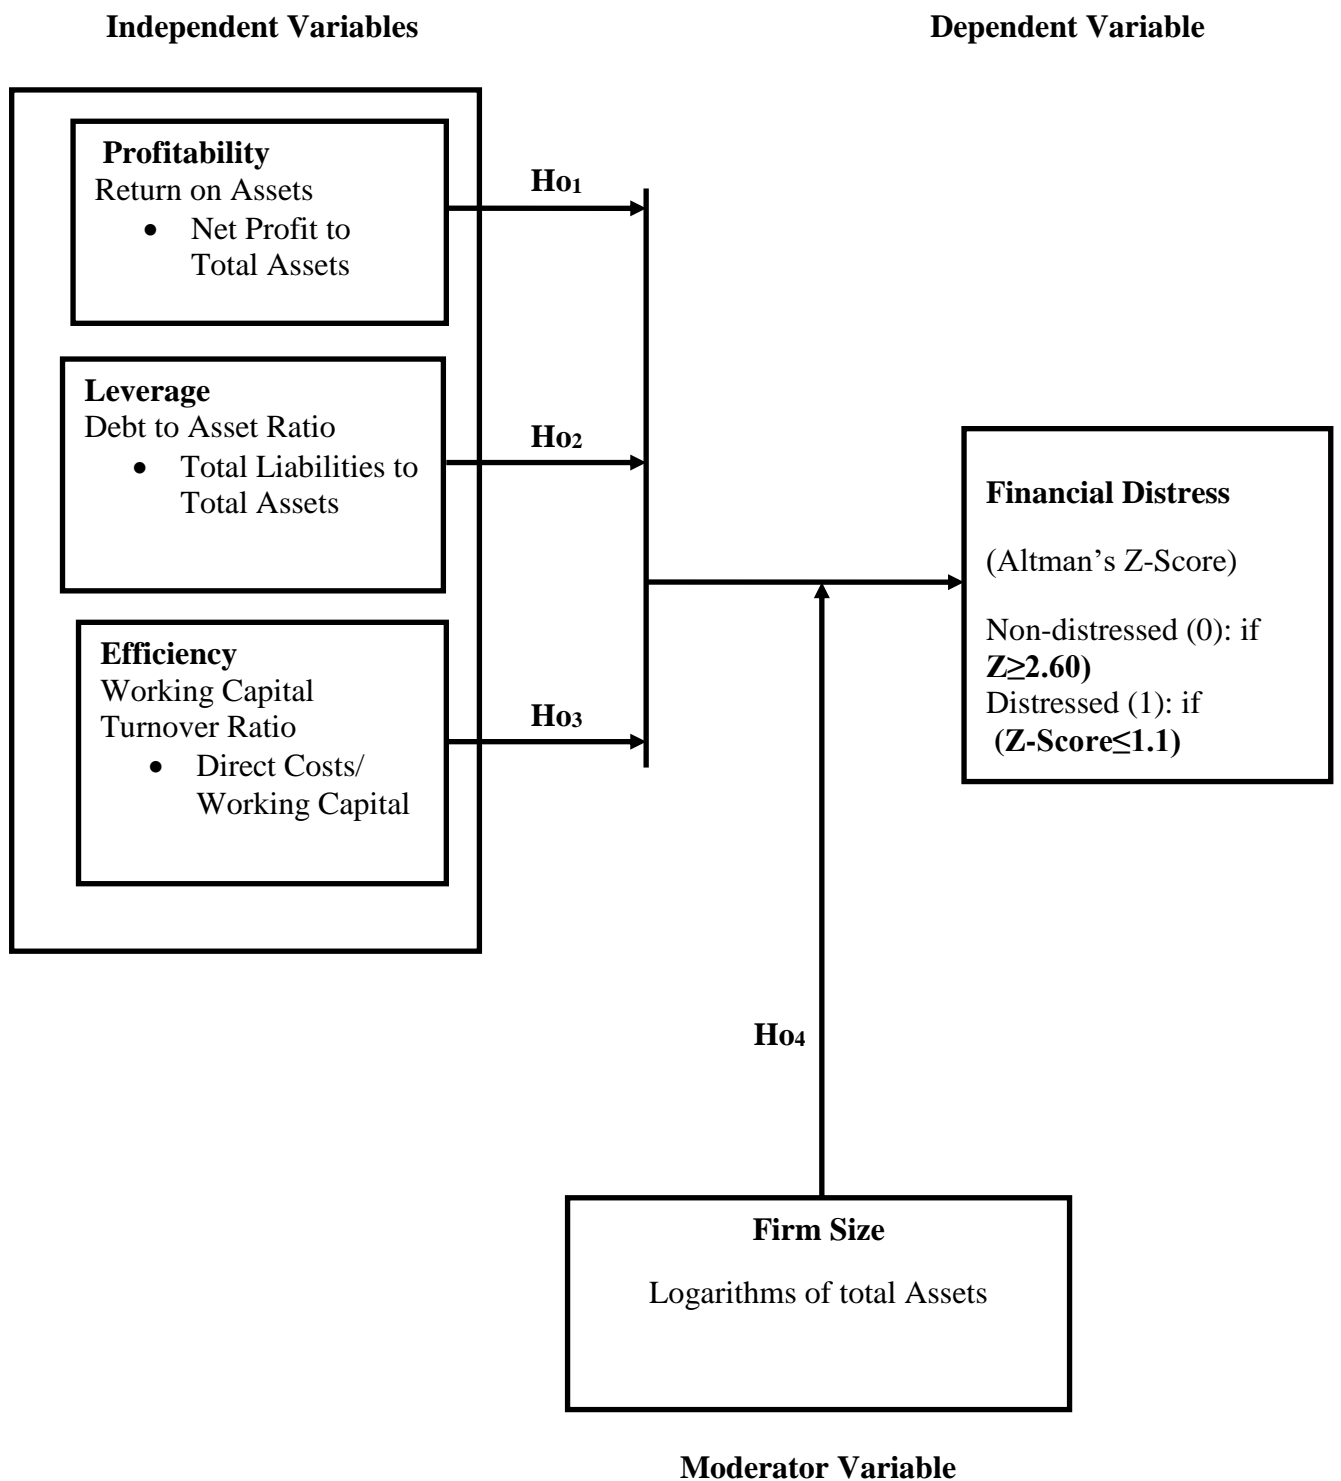 Independent Variables
Dependent Variable
Profitability
Return on Assets
• Net Profit to
Total Assets
Ho1
Leverage
Debt to Asset Ratio
• Total Liabilities to
Total Assets
Ho2
Efficiency
Working Capital
Turnover Ratio
• Direct Costs/
Working Capital
Ho3
Financial Distress
(Altman’s Z-Score)
Non-distressed (0): if
Z≥2.60)
Distressed (1): if
(Z-Score≤1.1)
Ho4
Firm Size
Logarithms of total Assets
Moderator Variable